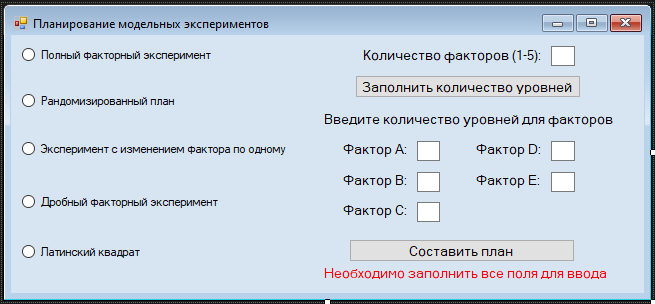 Планирование модельных экспериментов
Полный факторный эксперимент
Рандомизированный план
Эксперимент с изменением фактора по одному
Дробный факторный эксперимент
Латинский квадрат
Количество факторов (1-5):
Заполнить количество уровней
Введите количество уровней для факторов
Фактор A: Фактор D:
Фактор B: Фактор E:
Фактор C:
Составить план
Необходимо заполнить все поля для ввода